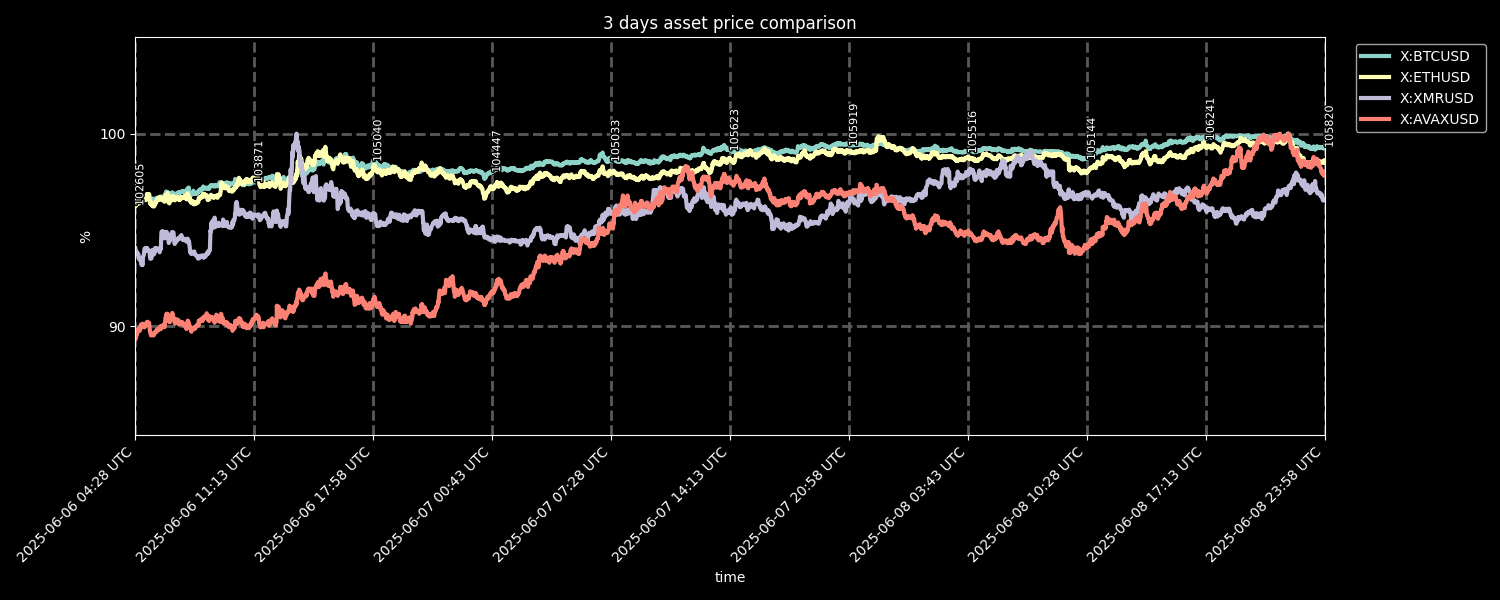 3 days asset price comparison
X:BTCUSD
X:ETHUSD
X:XMRUSD
X:AVAXUSD
100
90
%
102605
103871
105040
104447
105033
105623
105919
105516
105144
106241
105820
2025-06-06 04:28 UTC
2025-06-06 11:13 UTC
2025-06-06 17:58 UTC
2025-06-07 00:43 UTC
2025-06-07 07:28 UTC
2025-06-07 14:13 UTC
2025-06-07 20:58 UTC
2025-06-08 03:43 UTC
2025-06-08 10:28 UTC
2025-06-08 17:13 UTC
2025-06-08 23:58 UTC
time